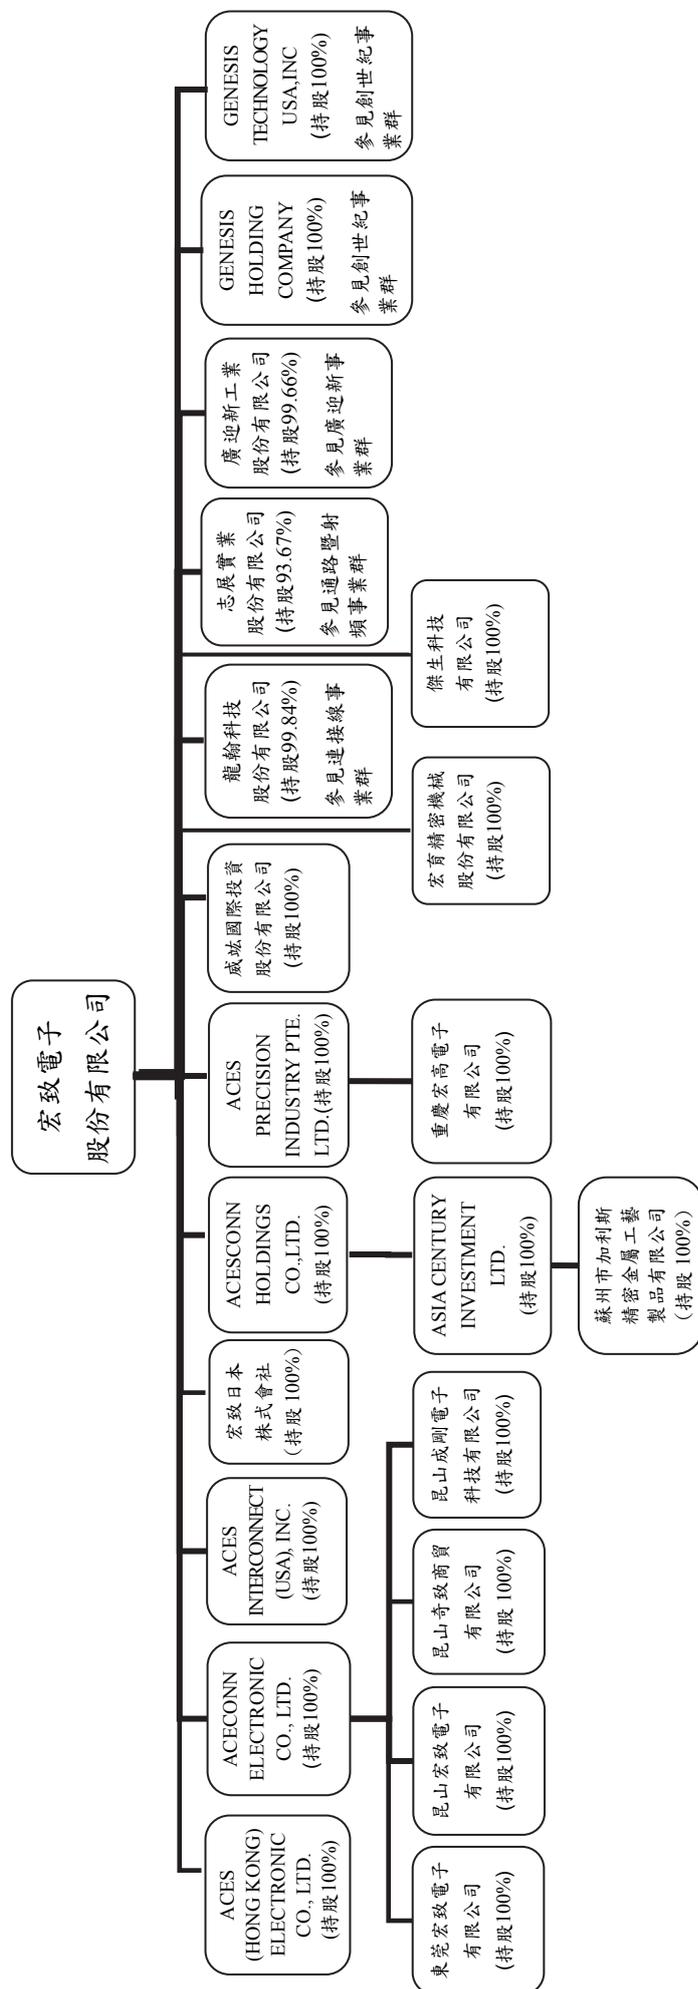 宏致電子
股份有限公司
ACES
(HONG KONG)
ELECTRONIC
CO., LTD.
(持股100%)
ACECONN
ELECTRONIC
CO., LTD.
(持股100%)
ACES
INTERCONNECT
(USA), INC.
(持股100%)
宏致日本
株式會社
(持股 100%)
ACESCONN
HOLDINGS
CO.,LTD.
(持股100%)
ACES
PRECISION
INDUSTRY PTE.
LTD.(持股100%)
威竑國際投資
股份有限公司
(持股100%)
龍翰科技
股份有限公司
(持股99.84%)
參見連接線事
業群
志展實業
股份有限公司
(持股93.67%)
參見通路暨射
頻事業群
廣迎新工業
股份有限公司
(持股99.66%)
參見廣迎新事
業群
GENESIS
HOLDING
COMPANY
(持股100%)
參見創世紀事
業群
GENESIS
TECHNOLOGY
USA,INC
(持股100%)
參見創世紀事
業群
東莞宏致電子
有限公司
(持股100%)
昆山宏致電子
有限公司
(持股100%)
昆山奇致商貿
有限公司
(持股 100%)
昆山成剛電子
科技有限公司
(持股100%)
ASIA CENTURY
INVESTMENT
LTD.
(持股100%)
重慶宏高電子
有限公司
(持股100%)
宏育精密機械
股份有限公司
(持股100%)
傑生科技
有限公司
(持股100%)
蘇州市加利斯
精密金屬工藝
製品有限公司
(持股 100%)